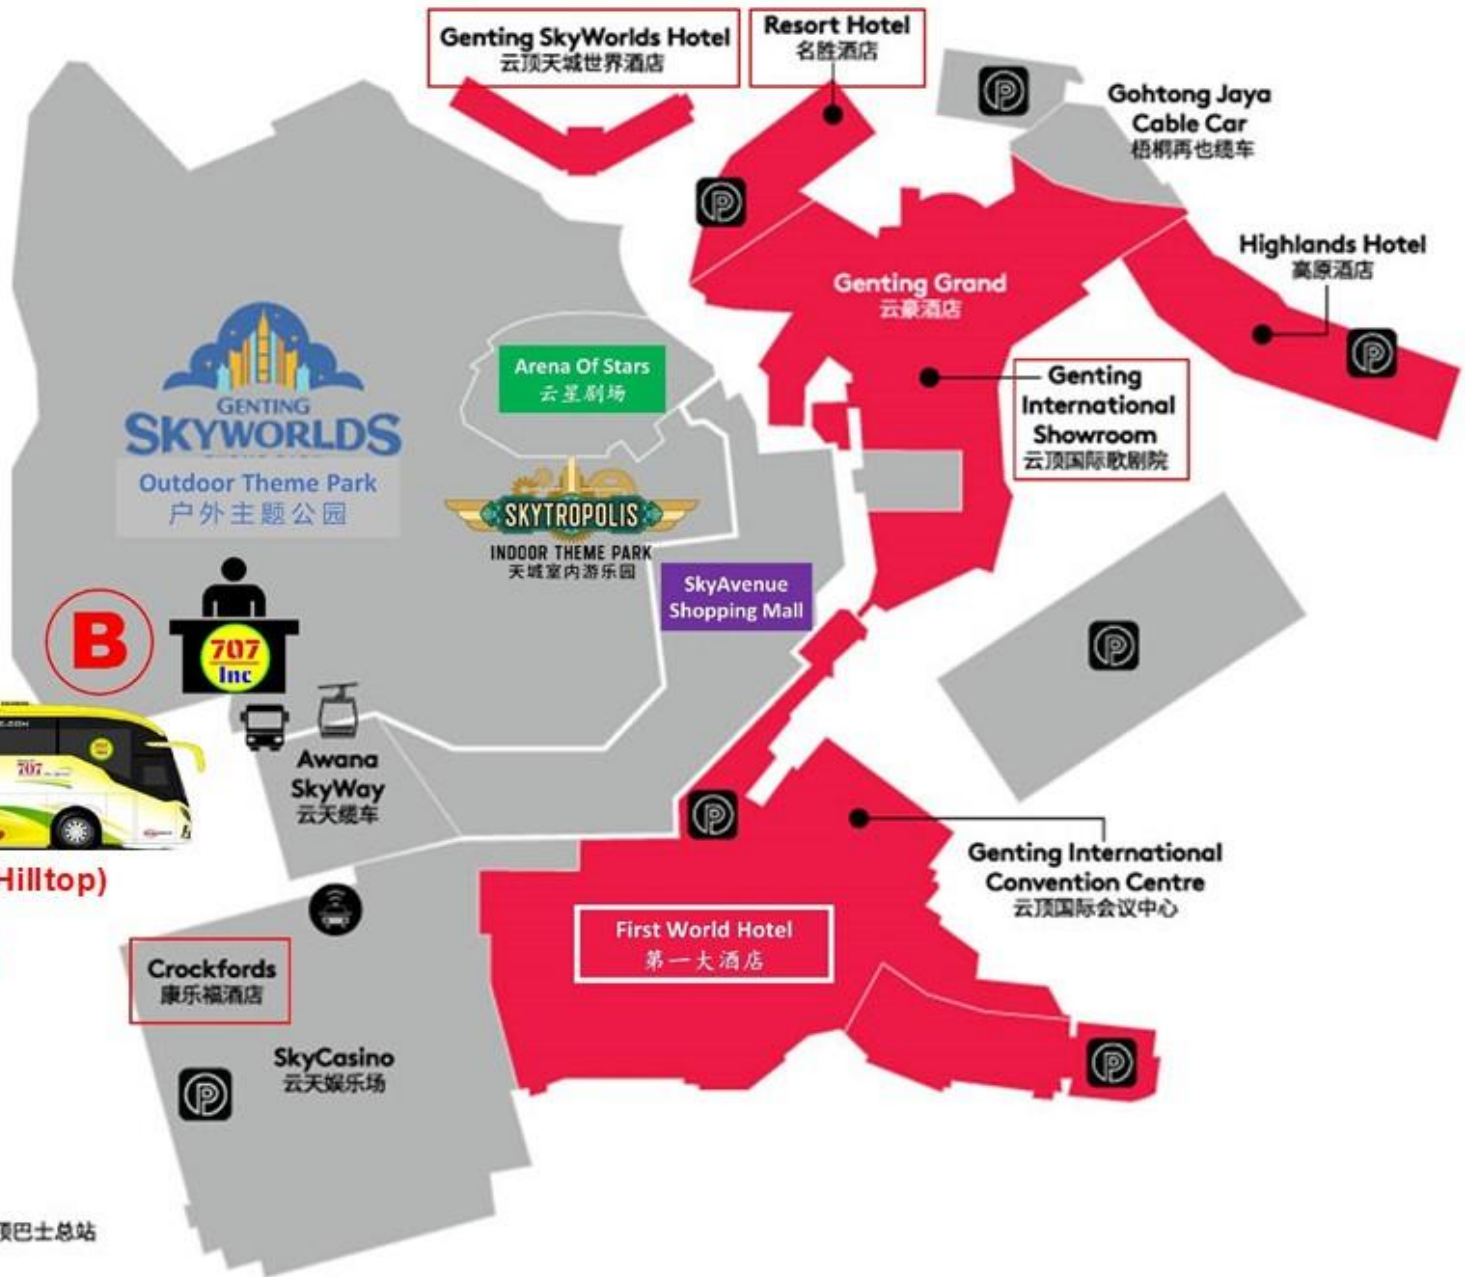 Genting SkyWorlds Hotel
云顶天城世界酒店
Resort Hotel
名胜酒店
Gohtong Jaya
Cable Car
梧桐再也缆车
Highlands Hotel
高原酒店
Genting Grand
云豪酒店
Genting
International
Showroom
云顶国际歌剧院
Arena Of Stars
云星剧场
GENTING
SKYWORLDS
Outdoor Theme Park
户外主题公园
SKYTROPOLIS
INDOOR THEME PARK
天城室内游乐园
SkyAvenue
Shopping Mall
B
707
Inc
707
Awana
SkyWay
云天缆车
Hilltop)
Genting International
Convention Centre
云顶国际会议中心
First World Hotel
第一大酒店
Crockfords
康乐福酒店
SkyCasino
云天娱乐场
顶巴士总站
P
P
P
P
P
P
P